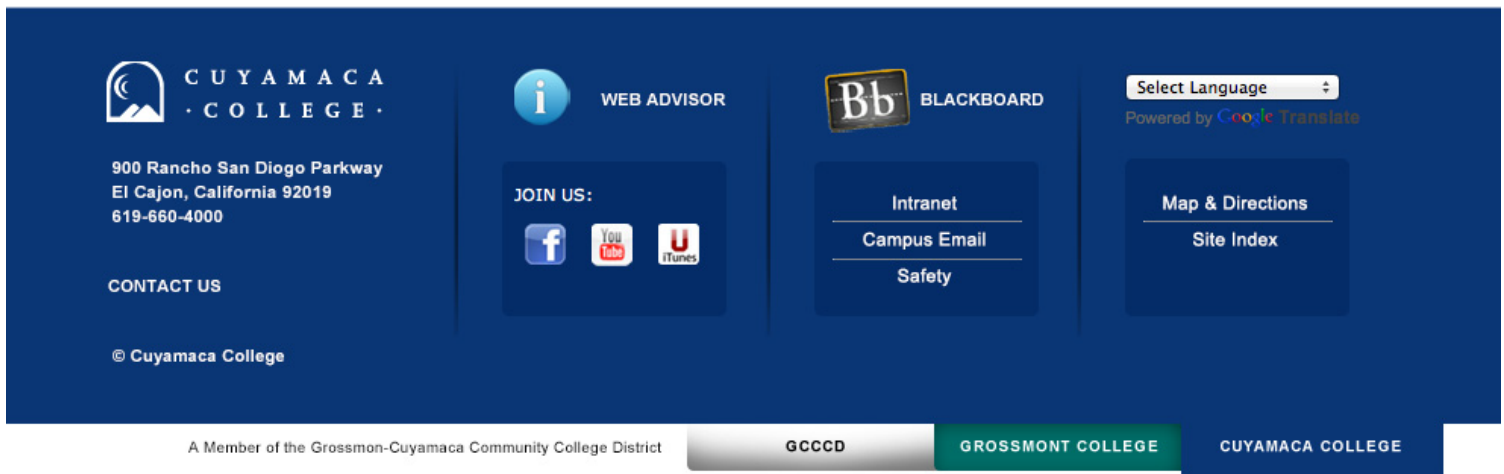 CUYAMACA
· COLLEGE ·
900 Rancho San Diogo Parkway
El Cajon, California 92019
619-660-4000
CONTACT US
© Cuyamaca College
i
WEB ADVISOR
JOIN US:
f
You
Tube
U
iTunes
Bb
BLACKBOARD
Intranet
Campus Email
Safety
Select Language
Powered by Google Translate
Map & Directions
Site Index
A Member of the Grossmon-Cuyamaca Community College District
GCCCD
GROSSMONT COLLEGE
CUYAMACA COLLEGE